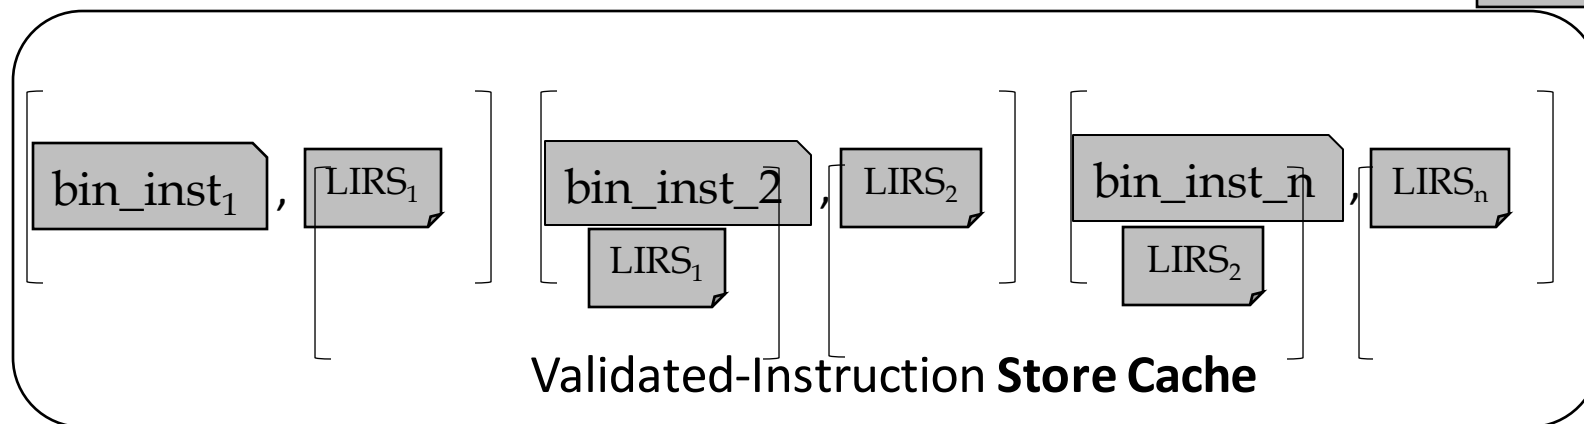 bin_inst₁ , LIRS₁ bin_inst_2 , LIRS₂ bin_inst_n , LIRSₙ
LIRS₁ LIRS₂
Validated-Instruction Store Cache